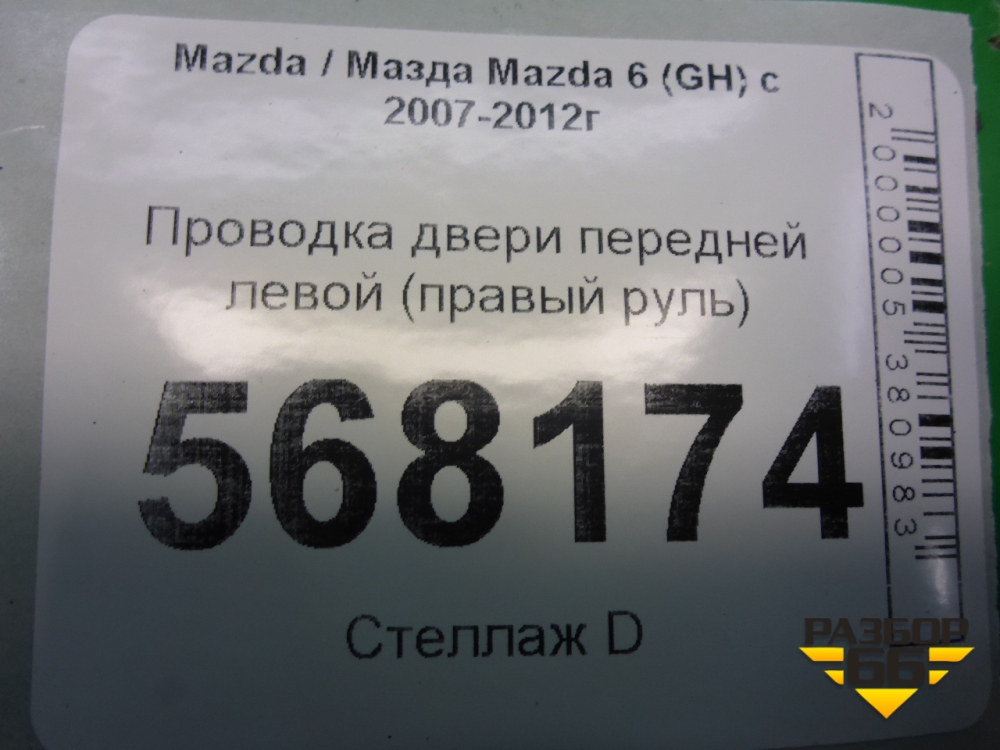 Mazda / Мазда Mazda 6 (GH) с
2007-2012г
Проводка двери передней
левой (правый руль)
568174
Стеллаж D
2000005380983
РАЗБОР
66